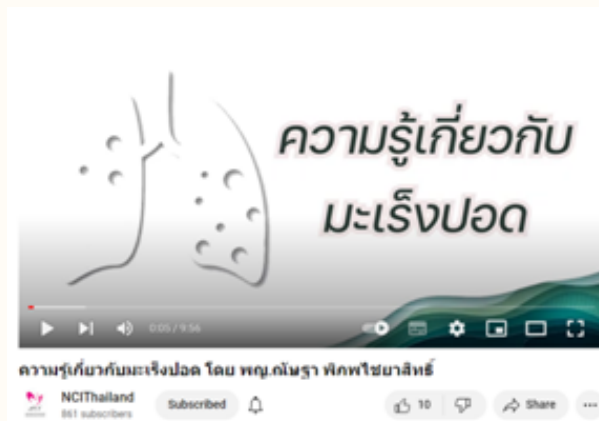 ความรู้เกี่ยวกับ
มะเร็งปอด
0:05 / 9:56
ความรู้เกี่ยวกับมะเร็งปอด โดย พญ.ณัษฐา พิภพไชยาสิทธิ์
NCIThailand
861 subscribers
Subscribed
10
Share